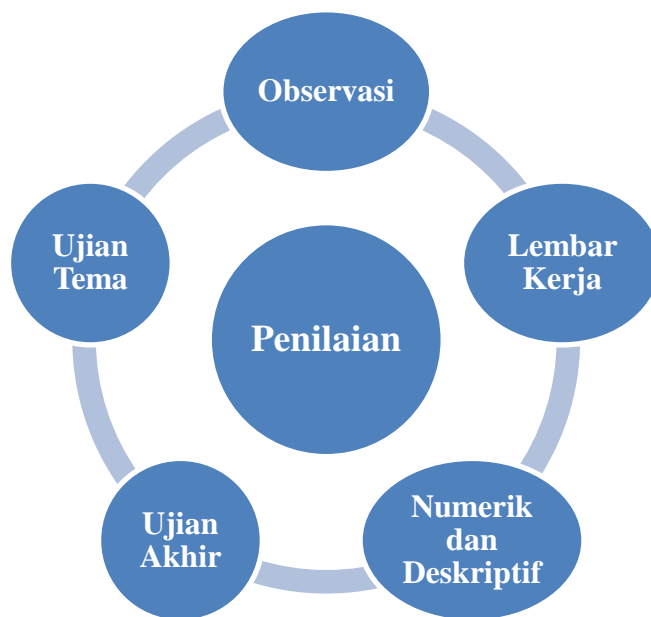 Observasi
Lembar
Kerja
Numerik
dan
Deskriptif
Ujian
Akhir
Ujian
Tema
Penilaian